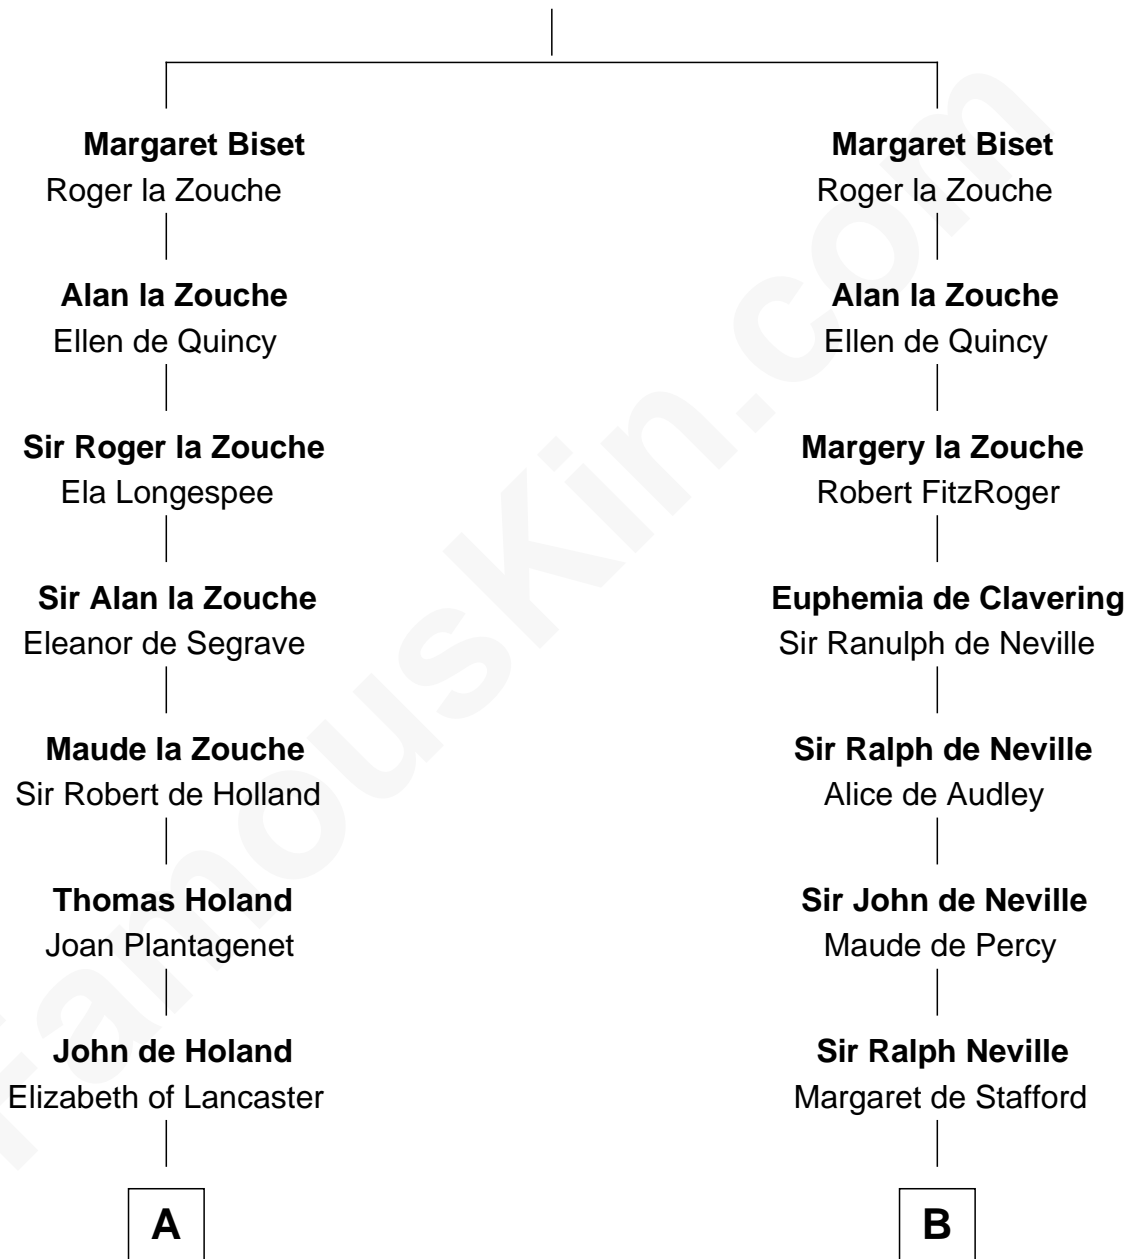 Margaret Biset
Roger la Zouche
Alan la Zouche
Ellen de Quincy
Sir Roger la Zouche
Ela Longespee
Sir Alan la Zouche
Eleanor de Segrave
Maude la Zouche
Sir Robert de Holland
Thomas Holand
Joan Plantagenet
John de Holand
Elizabeth of Lancaster
A
Margaret Biset
Roger la Zouche
Alan la Zouche
Ellen de Quincy
Margery la Zouche
Robert FitzRoger
Euphemia de Clavering
Sir Ranulph de Neville
Sir Ralph de Neville
Alice de Audley
Sir John de Neville
Maude de Percy
Sir Ralph Neville
Margaret de Stafford
B
FamousKin.com